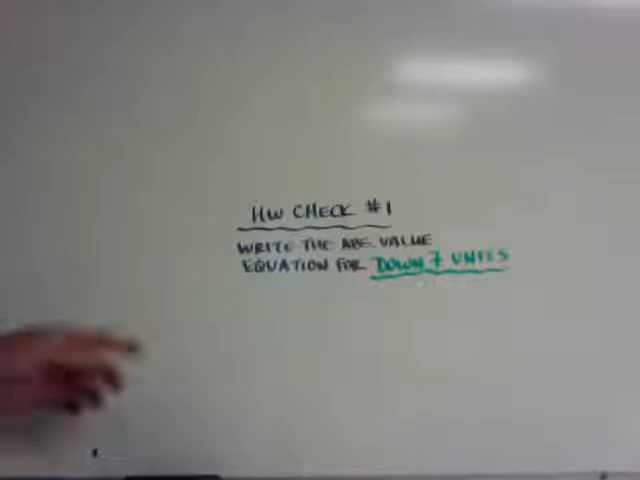 HW CHECK #1
WRITE THE ABS. VALUE
EQUATION FOR DOWN 7 UNITS